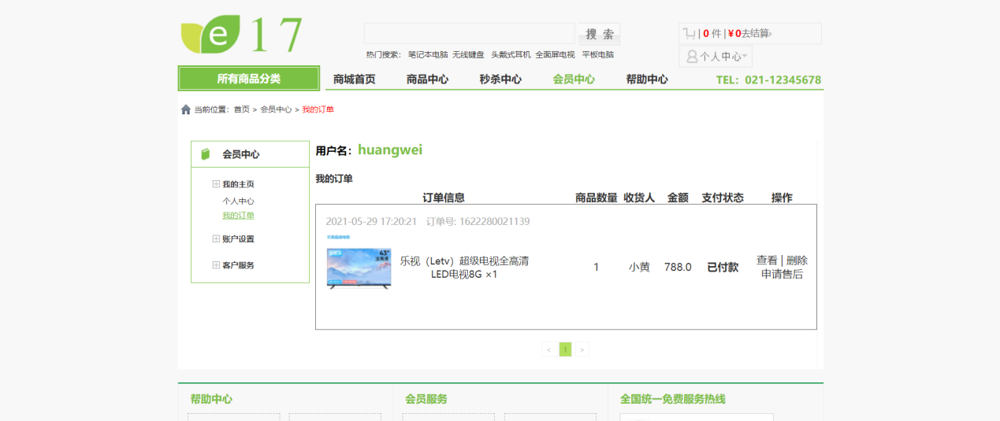 e 17
搜 索
| 0 件 | ¥ 0去结算
热门搜索： 笔记本电脑 无线键盘 头戴式耳机 全面屏电视 平板电脑
个人中心
所有商品分类 商城首页 商品中心 秒杀中心 会员中心 帮助中心 TEL：021-12345678
当前位置：首页 > 会员中心 > 我的订单
会员中心
我的主页
个人中心
我的订单
账户设置
客户服务
用户名：huangwei
我的订单
订单信息 商品数量 收货人 金额 支付状态 操作
2021-05-29 17:20:21 订单号: 1622280021139
43"
全高清
乐视（Letv）超级电视全高清
LED电视8G ×1
1 小黄 788.0 已付款
查看 | 删除
申请售后
< 1 >
帮助中心 会员服务 全国统一免费服务热线